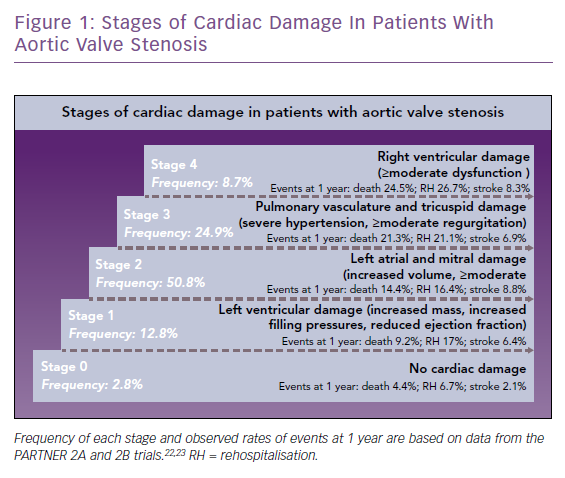 Figure 1: Stages of Cardiac Damage In Patients With
Aortic Valve Stenosis
Stages of cardiac damage in patients with aortic valve stenosis
Stage 4
Frequency: 8.7%
Right ventricular damage
(≥moderate dysfunction )
Events at 1 year: death 24.5%; RH 26.7%; stroke 8.3%
Stage 3
Frequency: 24.9%
Pulmonary vasculature and tricuspid damage
(severe hypertension, ≥moderate regurgitation)
Events at 1 year: death 21.3%; RH 21.1%; stroke 6.9%
Stage 2
Frequency: 50.8%
Left atrial and mitral damage
(increased volume, ≥moderate
Events at 1 year: death 14.4%; RH 16.4%; stroke 8.8%
Stage 1
Frequency: 12.8%
Left ventricular damage (increased mass, increased
filling pressures, reduced ejection fraction)
Events at 1 year: death 9.2%; RH 17%; stroke 6.4%
Stage 0
Frequency: 2.8%
No cardiac damage
Events at 1 year: death 4.4%; RH 6.7%; stroke 2.1%
Frequency of each stage and observed rates of events at 1 year are based on data from the
PARTNER 2A and 2B trials.22,23 RH = rehospitalisation.